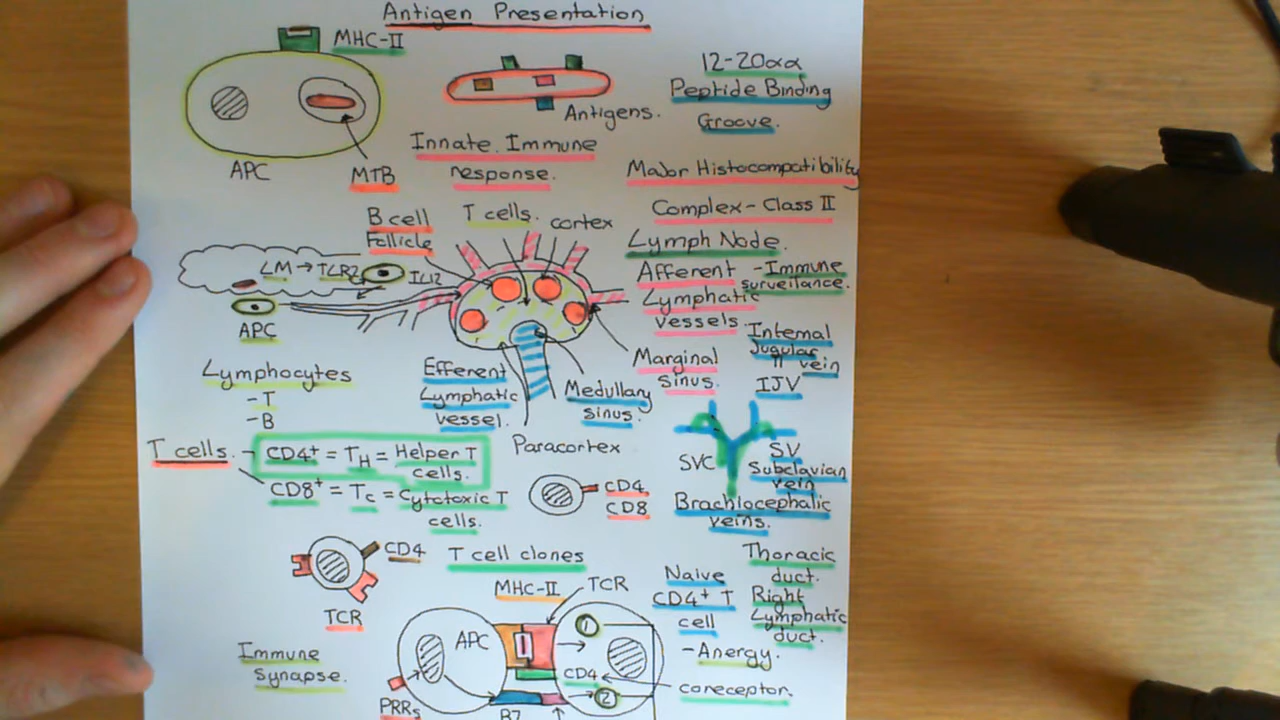 Antigen Presentation
MHC-II
APC
MTB
Antigens.
12-20αα
Peptide Binding
Groove.
Innate Immune
response.
Major Histocompatibility
Complex - Class II
B cell
Follicle
T cells.
cortex
Lymph Node.
LM → TLR2
IL12
APC
Afferent
Lymphatic
vessels.
-Immune
surveillance.
Marginal
sinus.
Internal
Jugular
vein
IJV
Lymphocytes
-T
-B
Efferent
Lymphatic
vessel.
Medullary
sinus.
Paracortex
T cells.
CD4+ = TH = Helper T
cells.
CD8+ = Tc = Cytotoxic T
cells.
CD4
CD8
SVC
SV
Subclavian
vein
Brachiocephalic
veins.
CD4
TCR
T cell clones
MHC-II
TCR
Naive
CD4+ T
cell
-Anergy.
Thoracic
duct.
Right
Lymphatic
duct.
Immune
Synapse.
APC
1
CD4
2
coreceptor.
PRRs
B7